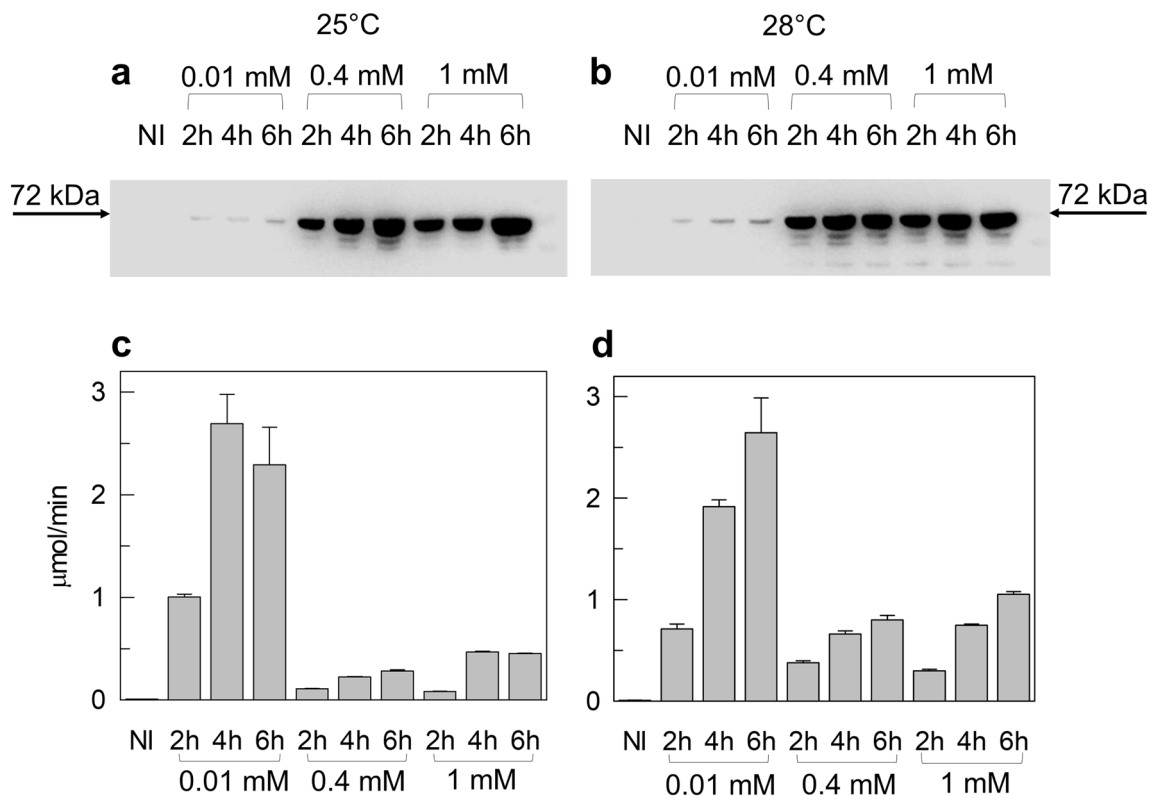 25°C 28°C
a 0.01 mM 0.4 mM 1 mM b 0.01 mM 0.4 mM 1 mM
NI 2h 4h 6h 2h 4h 6h 2h 4h 6h NI 2h 4h 6h 2h 4h 6h 2h 4h 6h
72 kDa 72 kDa
c d
3 3
2 2
1 1
0 0
µmol/min
NI 2h 4h 6h 2h 4h 6h 2h 4h 6h NI 2h 4h 6h 2h 4h 6h 2h 4h 6h
0.01 mM 0.4 mM 1 mM 0.01 mM 0.4 mM 1 mM